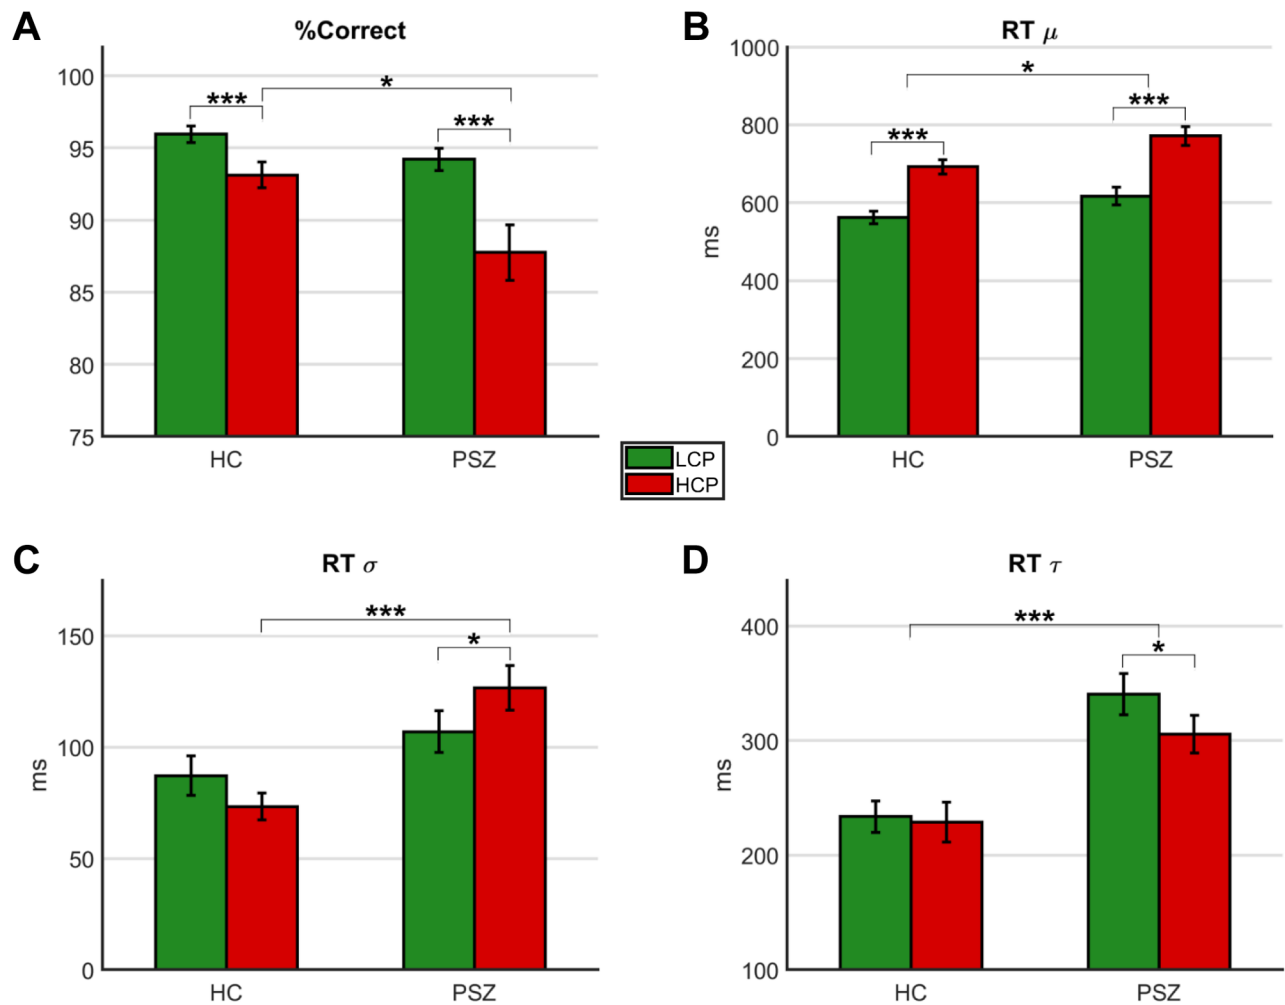 A
%Correct
100
95
90
85
80
75
***
*
***
HC
PSZ
B
RT μ
ms
1000
800
600
400
200
0
***
*
***
HC
PSZ
LCP
HCP
C
RT σ
ms
150
100
50
0
***
*
HC
PSZ
D
RT τ
ms
400
300
200
100
***
*
HC
PSZ